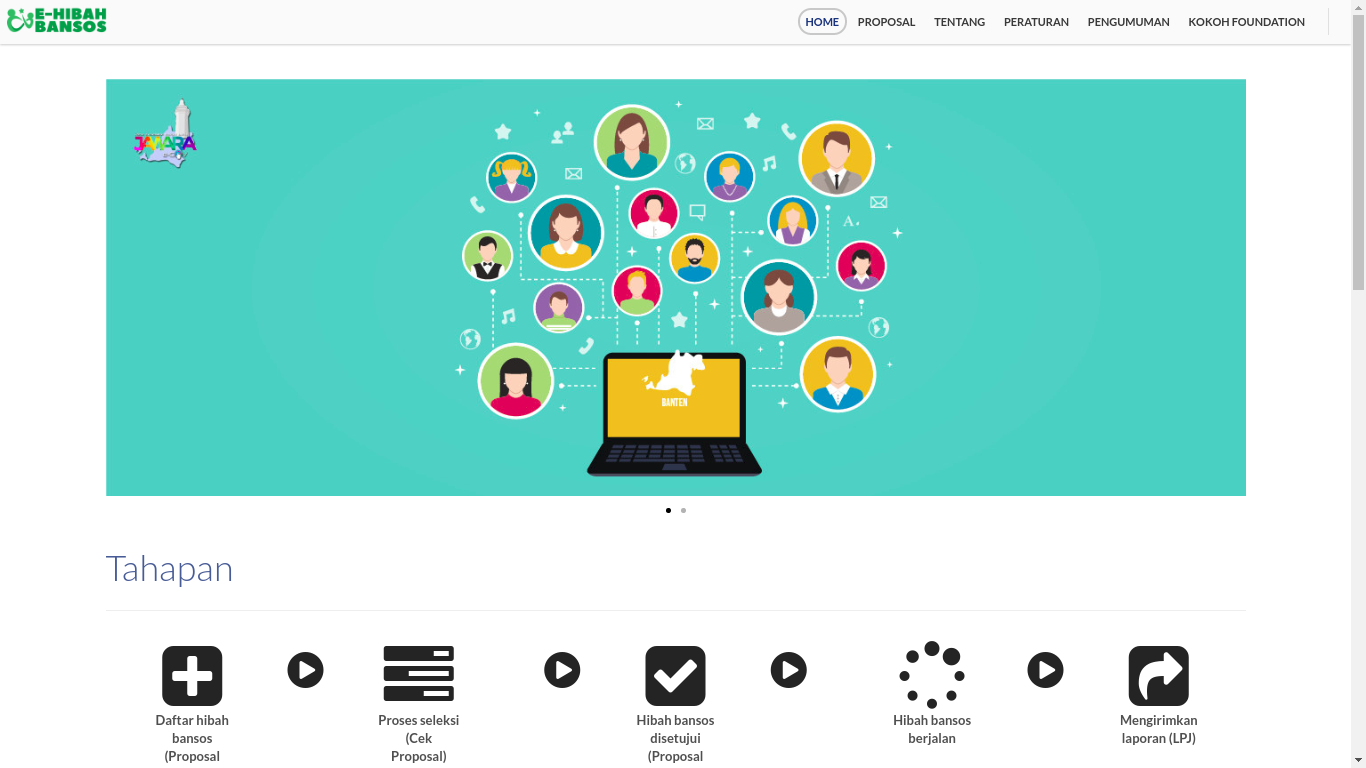 E-HIBAH
BANSOS
HOME PROPOSAL TENTANG PERATURAN PENGUMUMAN KOKOH FOUNDATION
JAWARA
A
BANTEN
Tahapan
Daftar hibah
bansos
(Proposal
Proses seleksi
(Cek
Proposal)
Hibah bansos
disetujui
(Proposal
Hibah bansos
berjalan
Mengirimkan
laporan (LPJ)